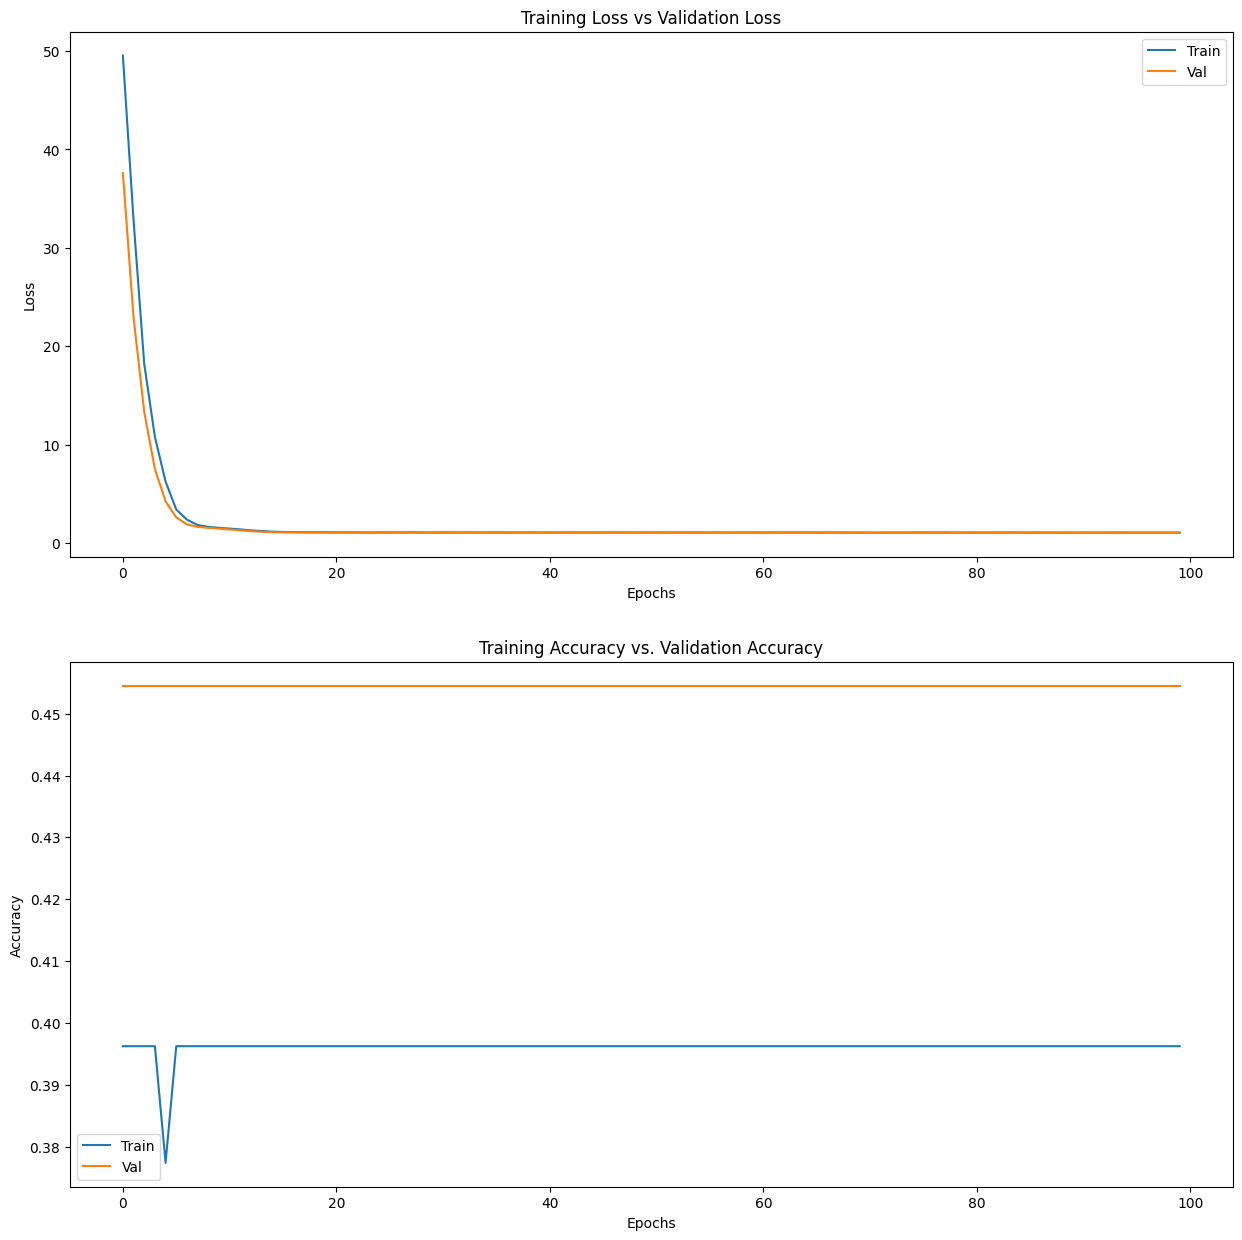 Training Loss vs Validation Loss
50
40
30
20
10
0
Loss
Train
Val
0 20 40 60 80 100
Epochs
Training Accuracy vs. Validation Accuracy
0.45
0.44
0.43
0.42
0.41
0.40
0.39
0.38
Accuracy
Train
Val
0 20 40 60 80 100
Epochs